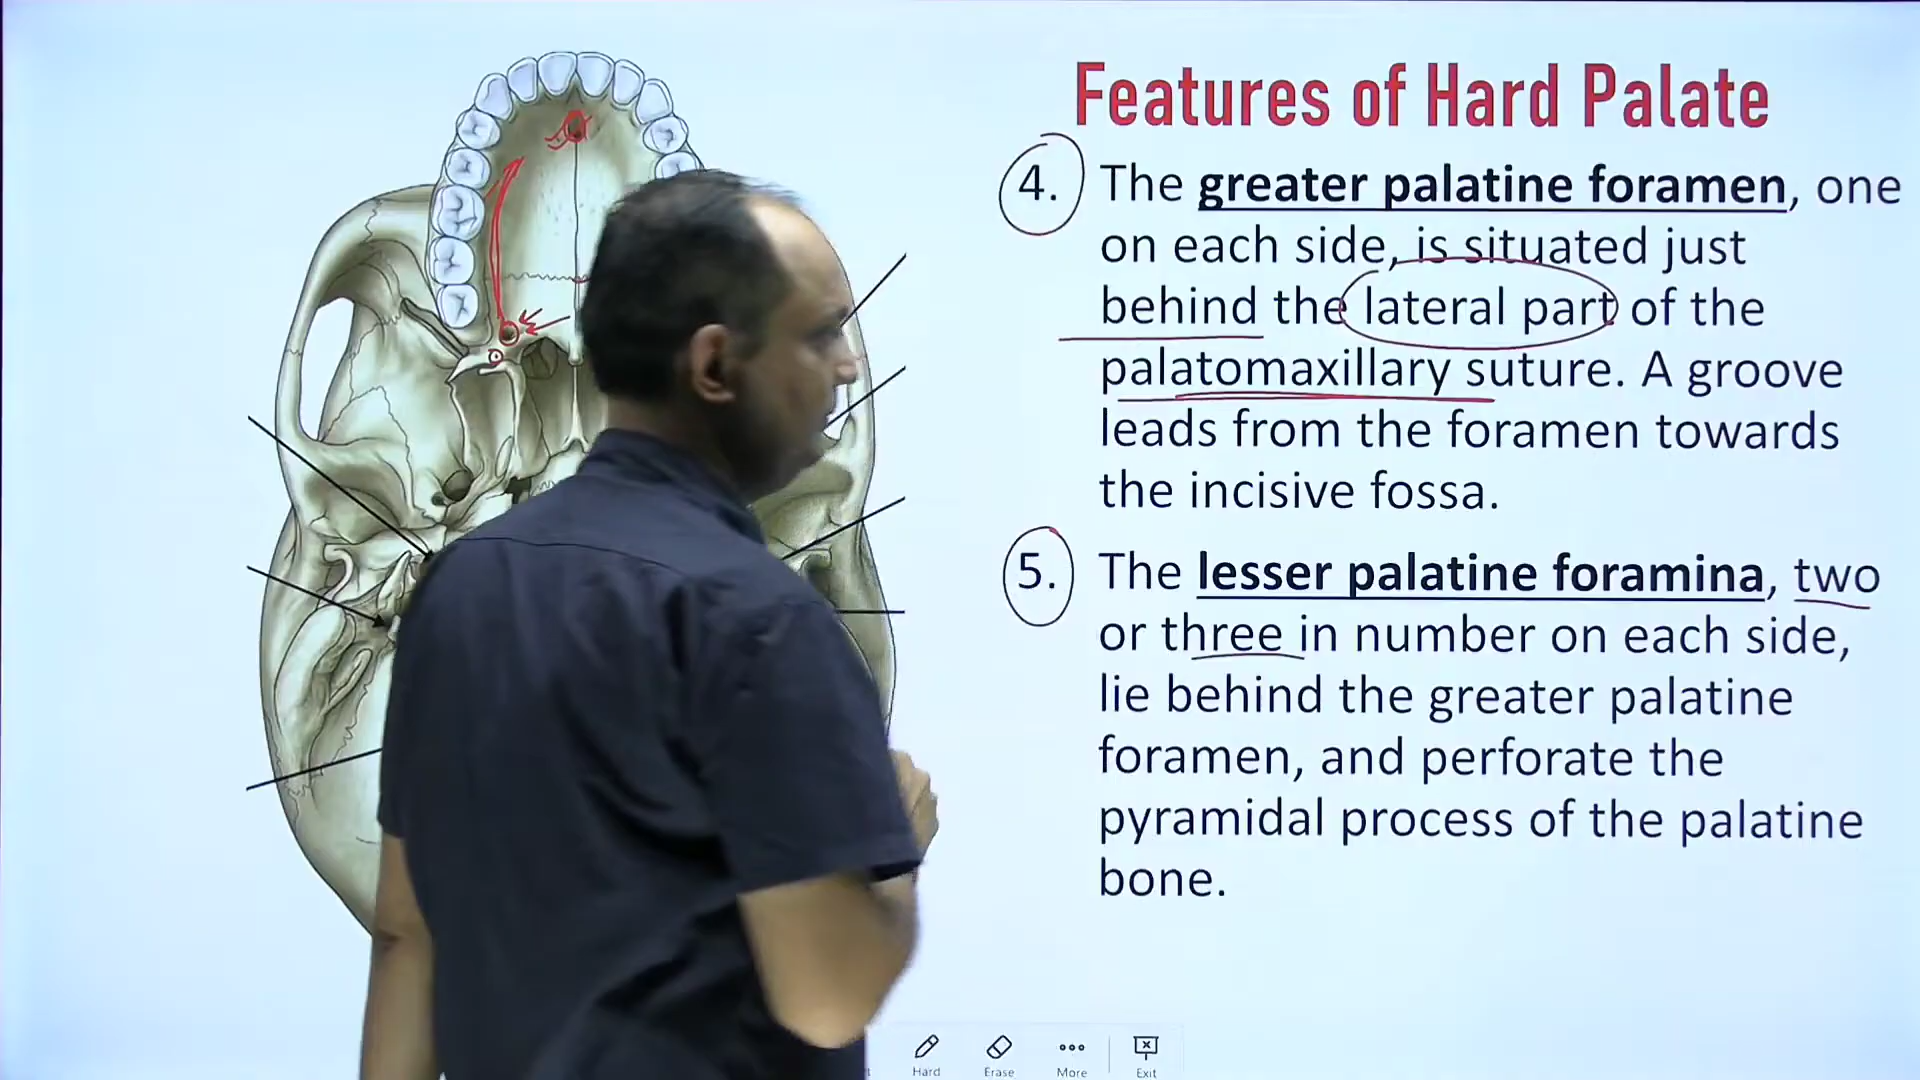 Features of Hard Palate
4. The greater palatine foramen, one
on each side, is situated just
behind the lateral part of the
palatomaxillary suture. A groove
leads from the foramen towards
the incisive fossa.
5. The lesser palatine foramina, two
or three in number on each side,
lie behind the greater palatine
foramen, and perforate the
pyramidal process of the palatine
bone.
Hard Erase More Exit